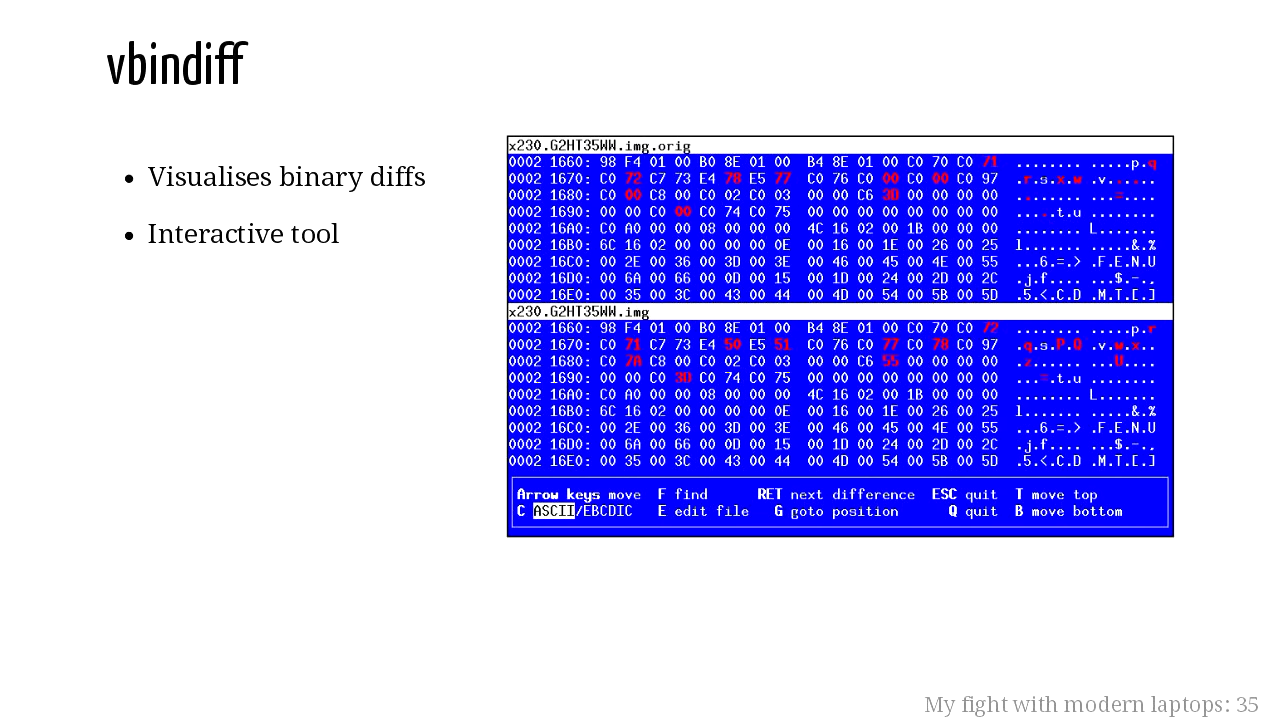 vbindiff
• Visualises binary diffs
• Interactive tool
x230.G2HT35WW.img.orig
0002 1660: 98 F4 01 00 B0 8E 01 00  B4 8E 01 00 C0 70 C0 71  ........ .....p.q
0002 1670: C0 72 C7 73 E4 78 E5 77  C0 76 C0 00 C0 00 C0 97  .r.s.x.w .v......
0002 1680: C0 00 C8 00 C0 02 C0 03  00 00 C6 3D 00 00 00 00  ........ ...=....
0002 1690: 00 00 C0 00 C0 74 C0 75  00 00 00 00 00 00 00 00  .....t.u ........
0002 16A0: C0 A0 00 00 08 00 00 00  4C 16 02 00 1B 00 00 00  ........ L.......
0002 16B0: 6C 16 02 00 00 00 00 0E  00 16 00 1E 00 26 00 25  l....... .....&.%
0002 16C0: 00 2E 00 36 00 3D 00 3E  00 46 00 45 00 4E 00 55  ...6.=.> .F.E.N.U
0002 16D0: 00 6A 00 66 00 0D 00 15  00 1D 00 24 00 2D 00 2C  .j.f.... ...$.-.,
0002 16E0: 00 35 00 3C 00 43 00 44  00 4D 00 54 00 5B 00 5D  .5.<.C.D .M.T.[.]
x230.G2HT35WW.img
0002 1660: 98 F4 01 00 B0 8E 01 00  B4 8E 01 00 C0 70 C0 72  ........ .....p.r
0002 1670: C0 71 C7 73 E4 50 E5 51  C0 76 C0 77 C0 78 C0 97  .q.s.P.Q .v.w.x..
0002 1680: C0 7A C8 00 C0 02 C0 03  00 00 C6 55 00 00 00 00  .z...... ...U....
0002 1690: 00 00 C0 3D C0 74 C0 75  00 00 00 00 00 00 00 00  ...=.t.u ........
0002 16A0: C0 A0 00 00 08 00 00 00  4C 16 02 00 1B 00 00 00  ........ L.......
0002 16B0: 6C 16 02 00 00 00 00 0E  00 16 00 1E 00 26 00 25  l....... .....&.%
0002 16C0: 00 2E 00 36 00 3D 00 3E  00 46 00 45 00 4E 00 55  ...6.=.> .F.E.N.U
0002 16D0: 00 6A 00 66 00 0D 00 15  00 1D 00 24 00 2D 00 2C  .j.f.... ...$.-.,
0002 16E0: 00 35 00 3C 00 43 00 44  00 4D 00 54 00 5B 00 5D  .5.<.C.D .M.T.[.]
Arrow keys move  F find      RET next difference  ESC quit  T move top
C ASCII/EBCDIC   E edit file   G goto position      Q quit  B move bottom
My fight with modern laptops: 35